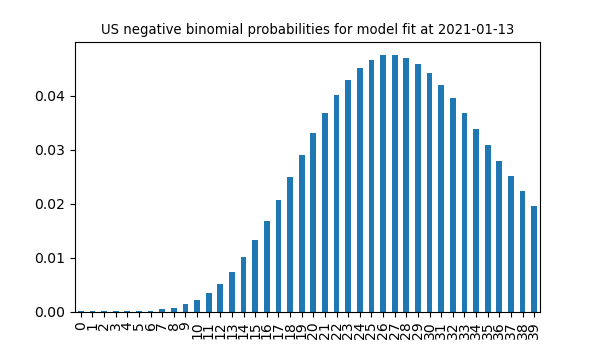 US negative binomial probabilities for model fit at 2021-01-13
0.04
0.03
0.02
0.01
0.00
0 1 2 3 4 5 6 7 8 9 10 11 12 13 14 15 16 17 18 19 20 21 22 23 24 25 26 27 28 29 30 31 32 33 34 35 36 37 38 39